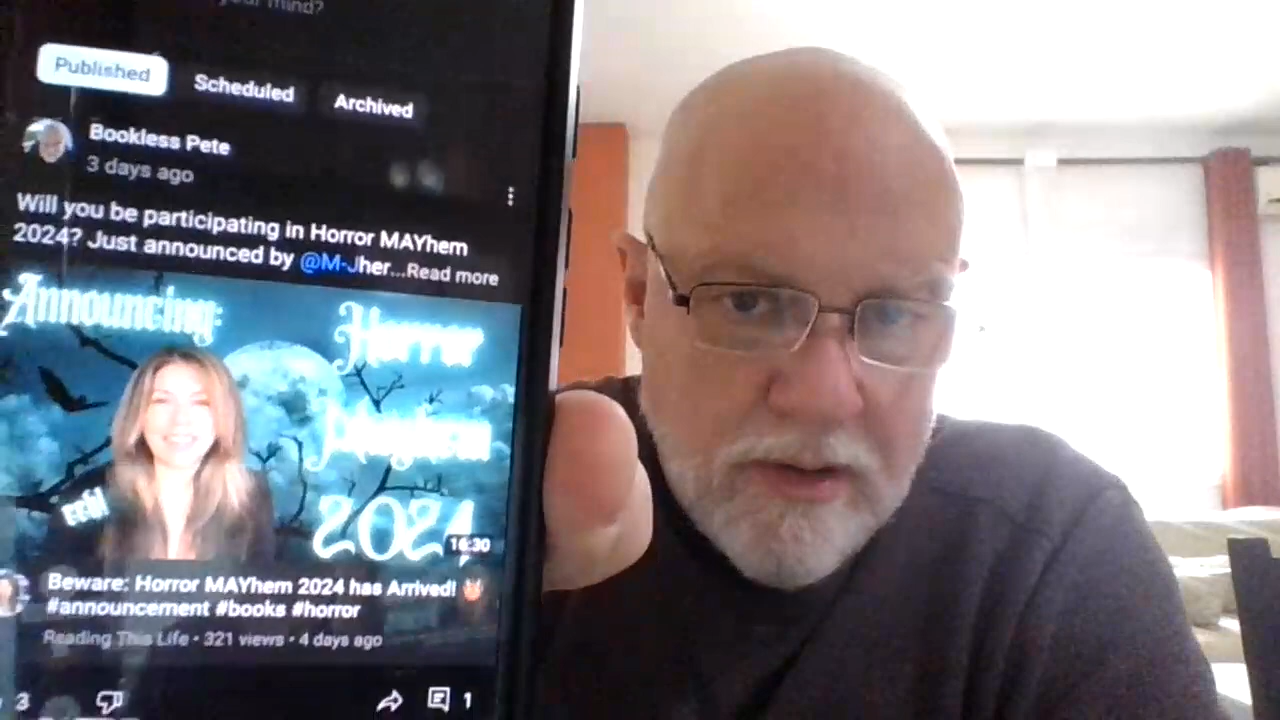 your mind?
Published
Scheduled
Archived
Bookless Pete
3 days ago
Will you be participating in Horror MAYhem
2024? Just announced by @M-Jher...Read more
Announcing:
Horror
Mayhem
2024
16:30
Beware: Horror MAYhem 2024 has Arrived!
#announcement #books #horror
Reading This Life • 321 views • 4 days ago
3
1